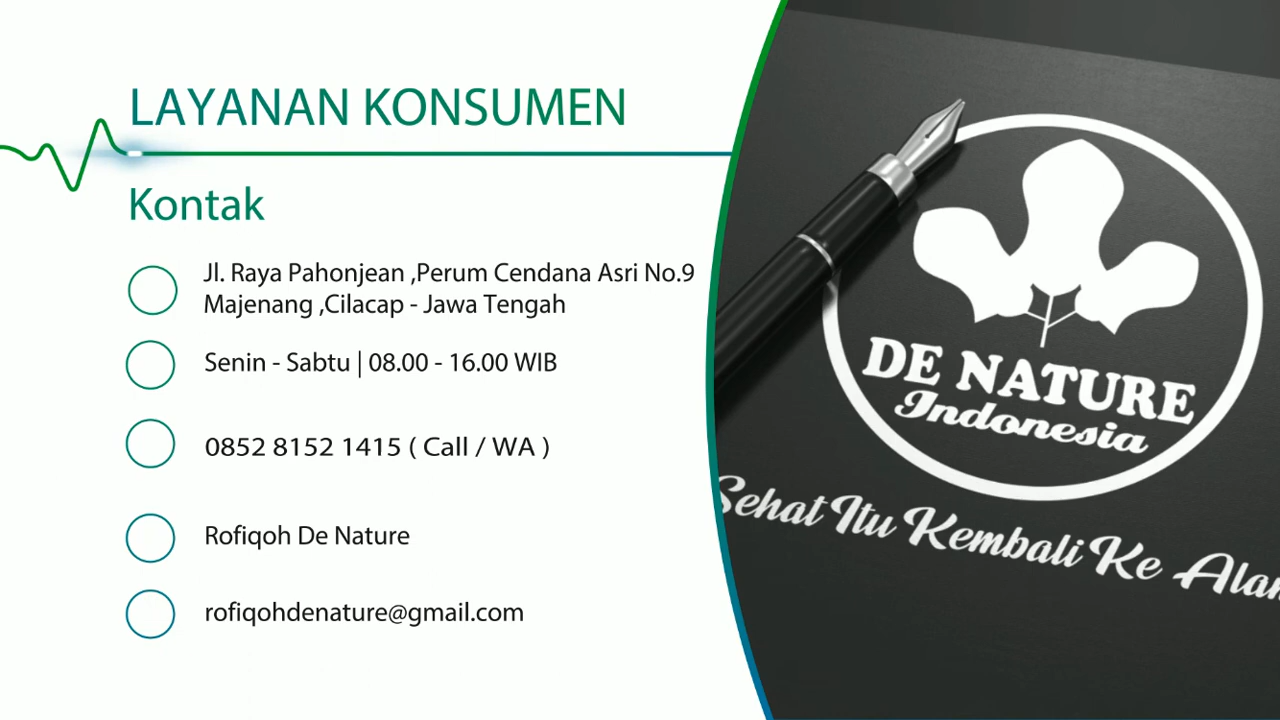 LAYANAN KONSUMEN
Kontak
Jl. Raya Pahonjean ,Perum Cendana Asri No.9
Majenang ,Cilacap - Jawa Tengah
Senin - Sabtu | 08.00 - 16.00 WIB
0852 8152 1415 ( Call / WA )
Rofiqoh De Nature
rofiqohdenature@gmail.com
DE NATURE
Indonesia
Sehat Itu Kembali Ke Alam